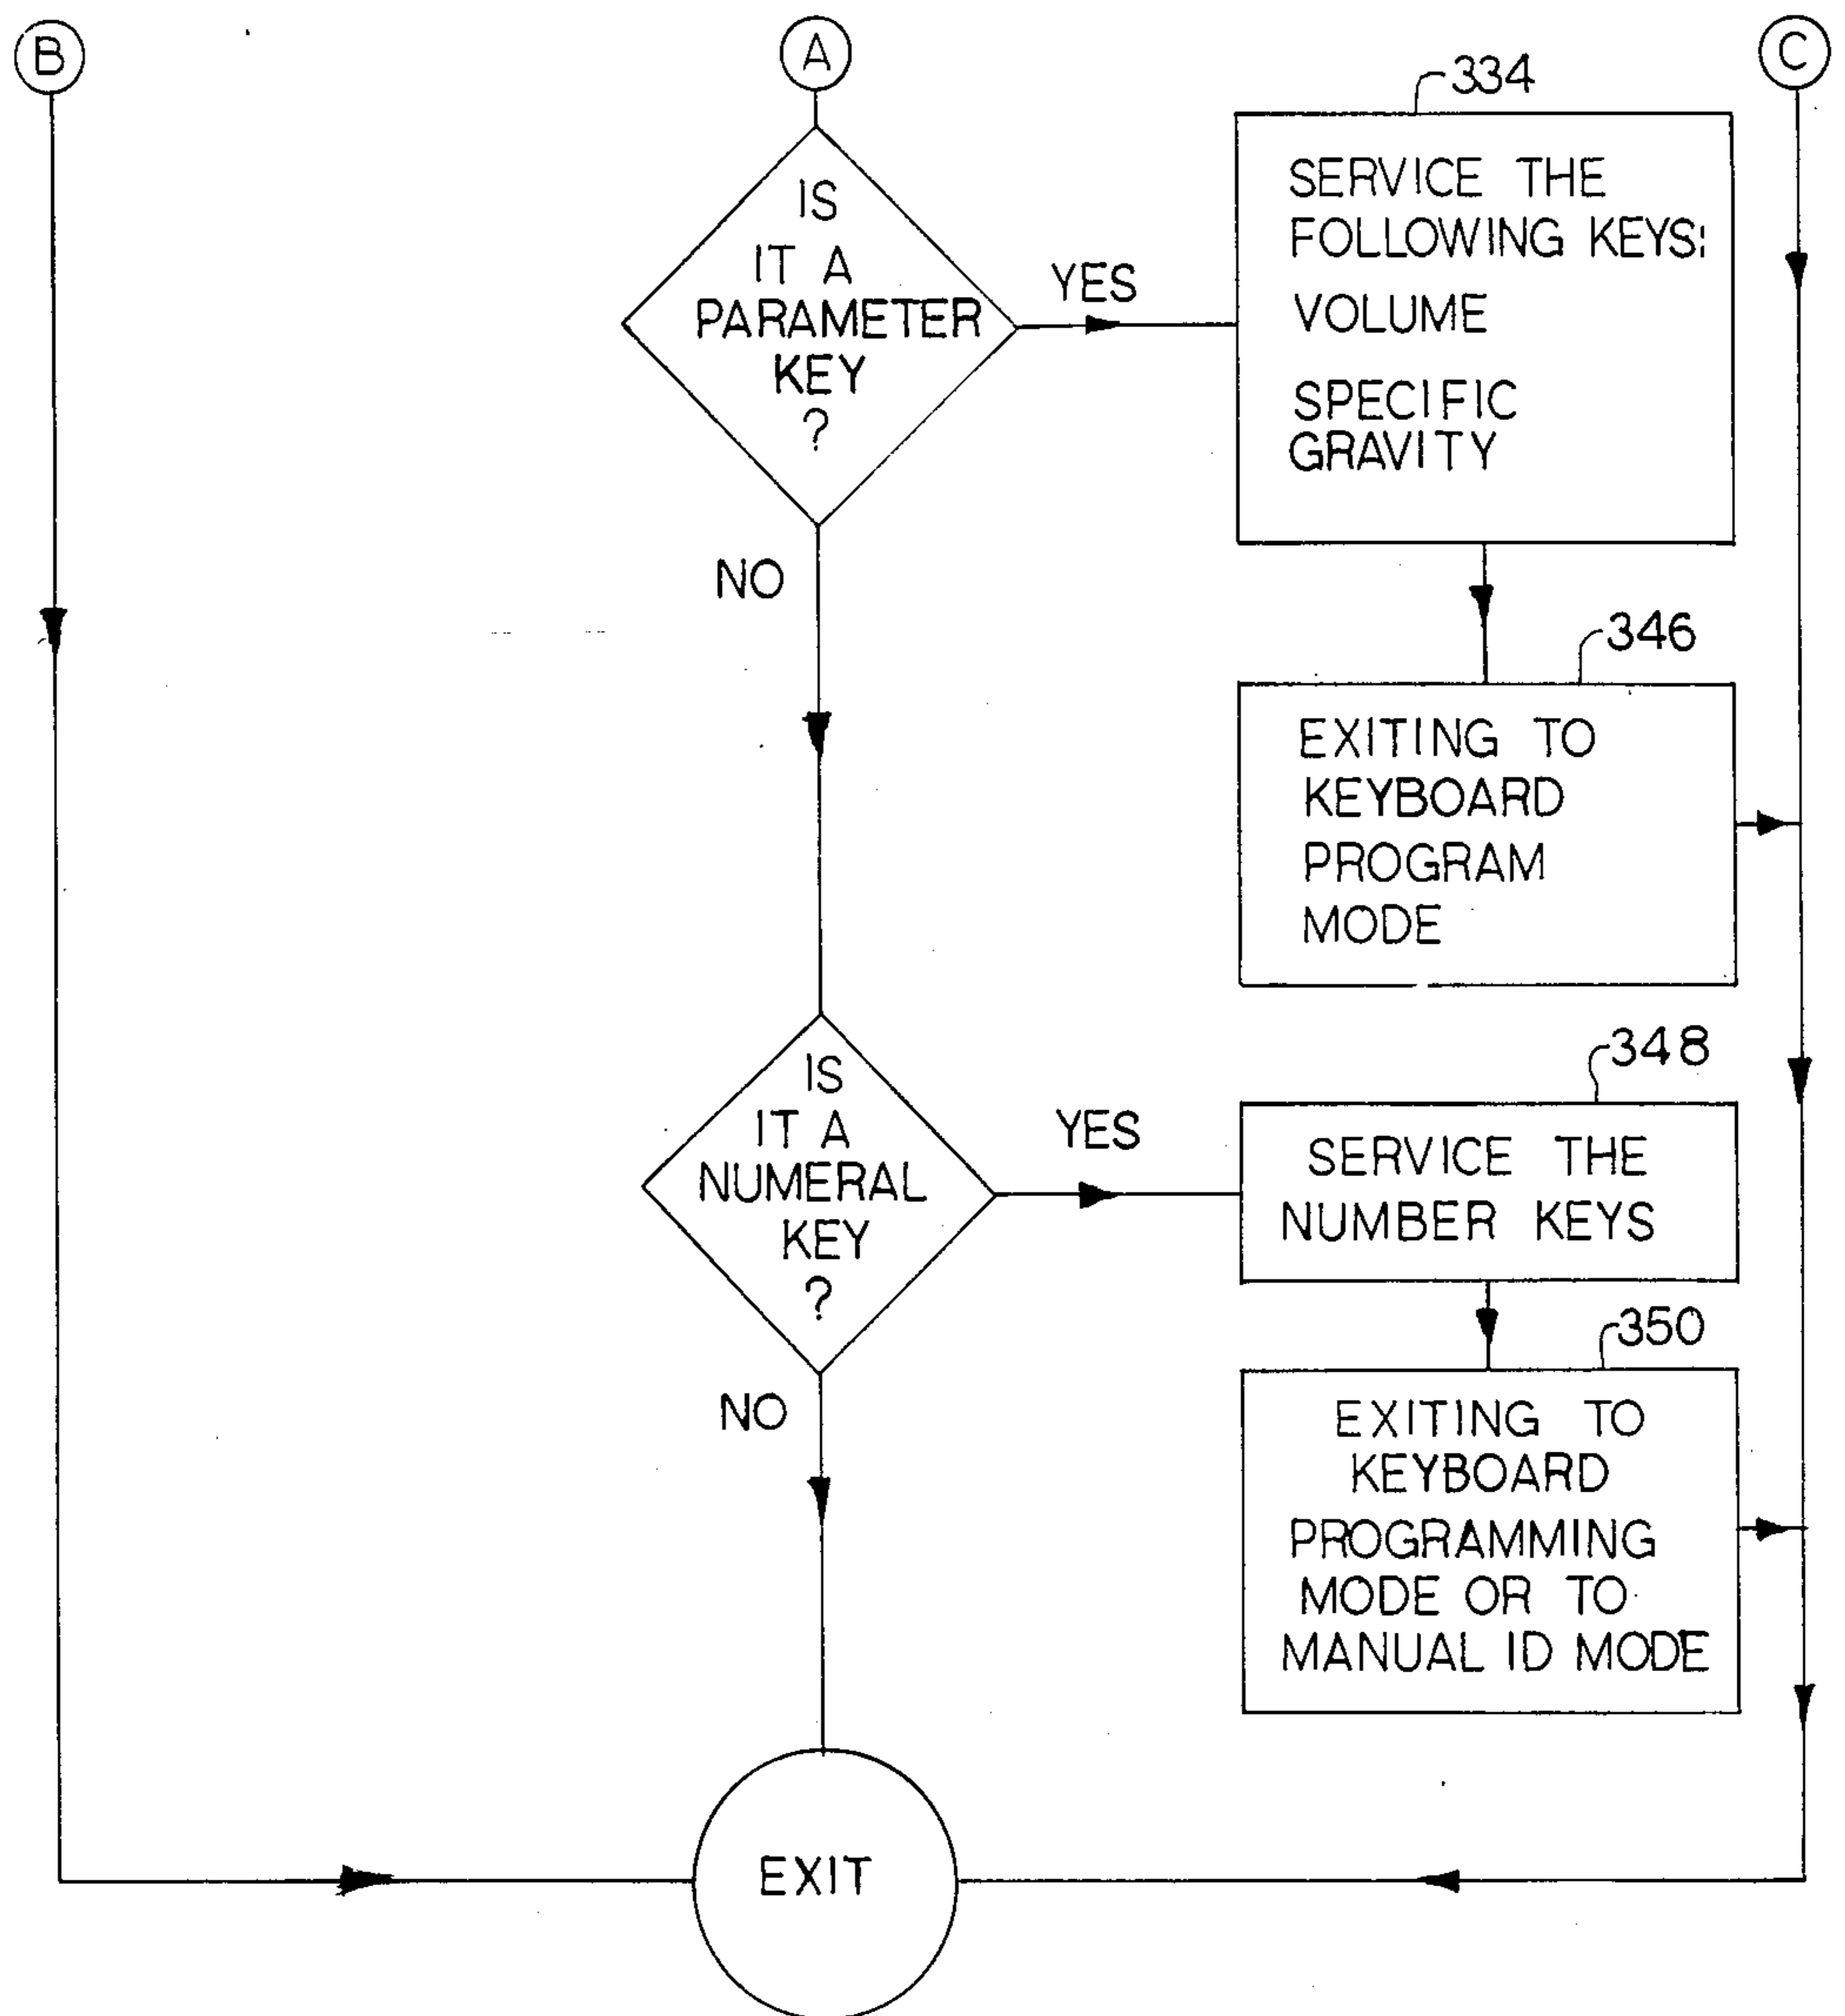 B
A
C
334
IS
IT A
PARAMETER
KEY
?
YES
SERVICE THE
FOLLOWING KEYS:
VOLUME
SPECIFIC
GRAVITY
NO
346
EXITING TO
KEYBOARD
PROGRAM
MODE
348
IS
IT A
NUMERAL
KEY
?
YES
SERVICE THE
NUMBER KEYS
350
NO
EXITING TO
KEYBOARD
PROGRAMMING
MODE OR TO
MANUAL ID MODE
EXIT